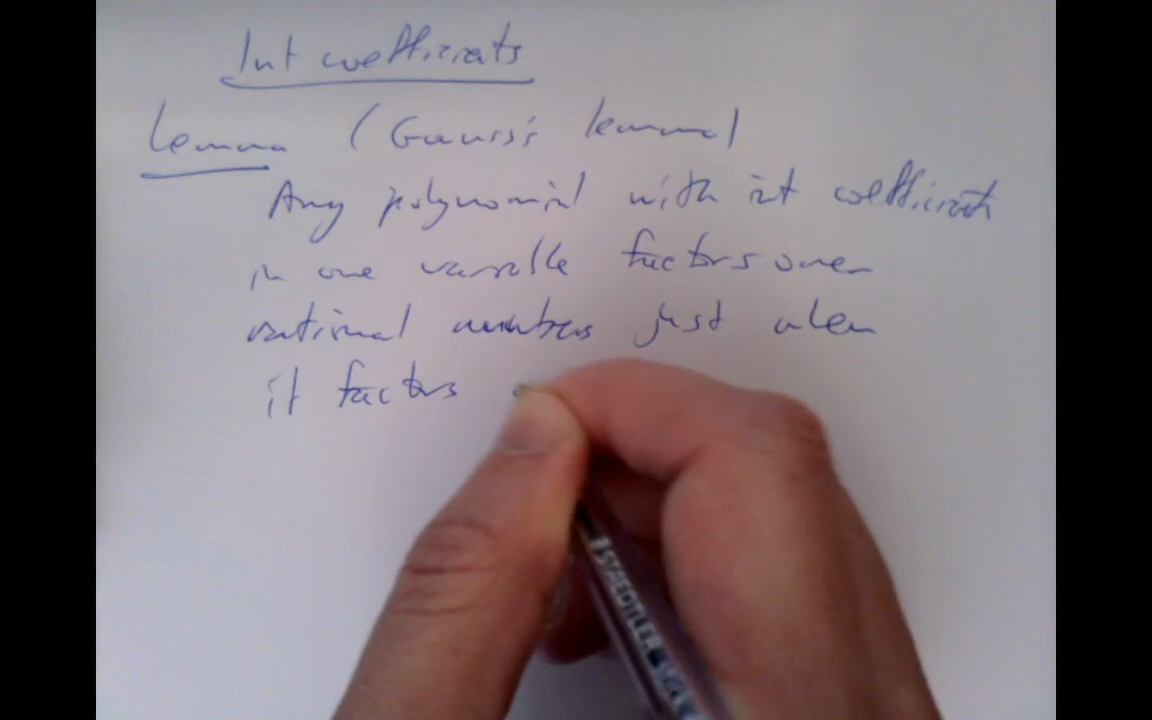 Int coefficients
Lemma (Gauss's lemma)
Any polynomial with int coefficients
in one variable factors over
rational numbers just when
it factors
STAEDTLER